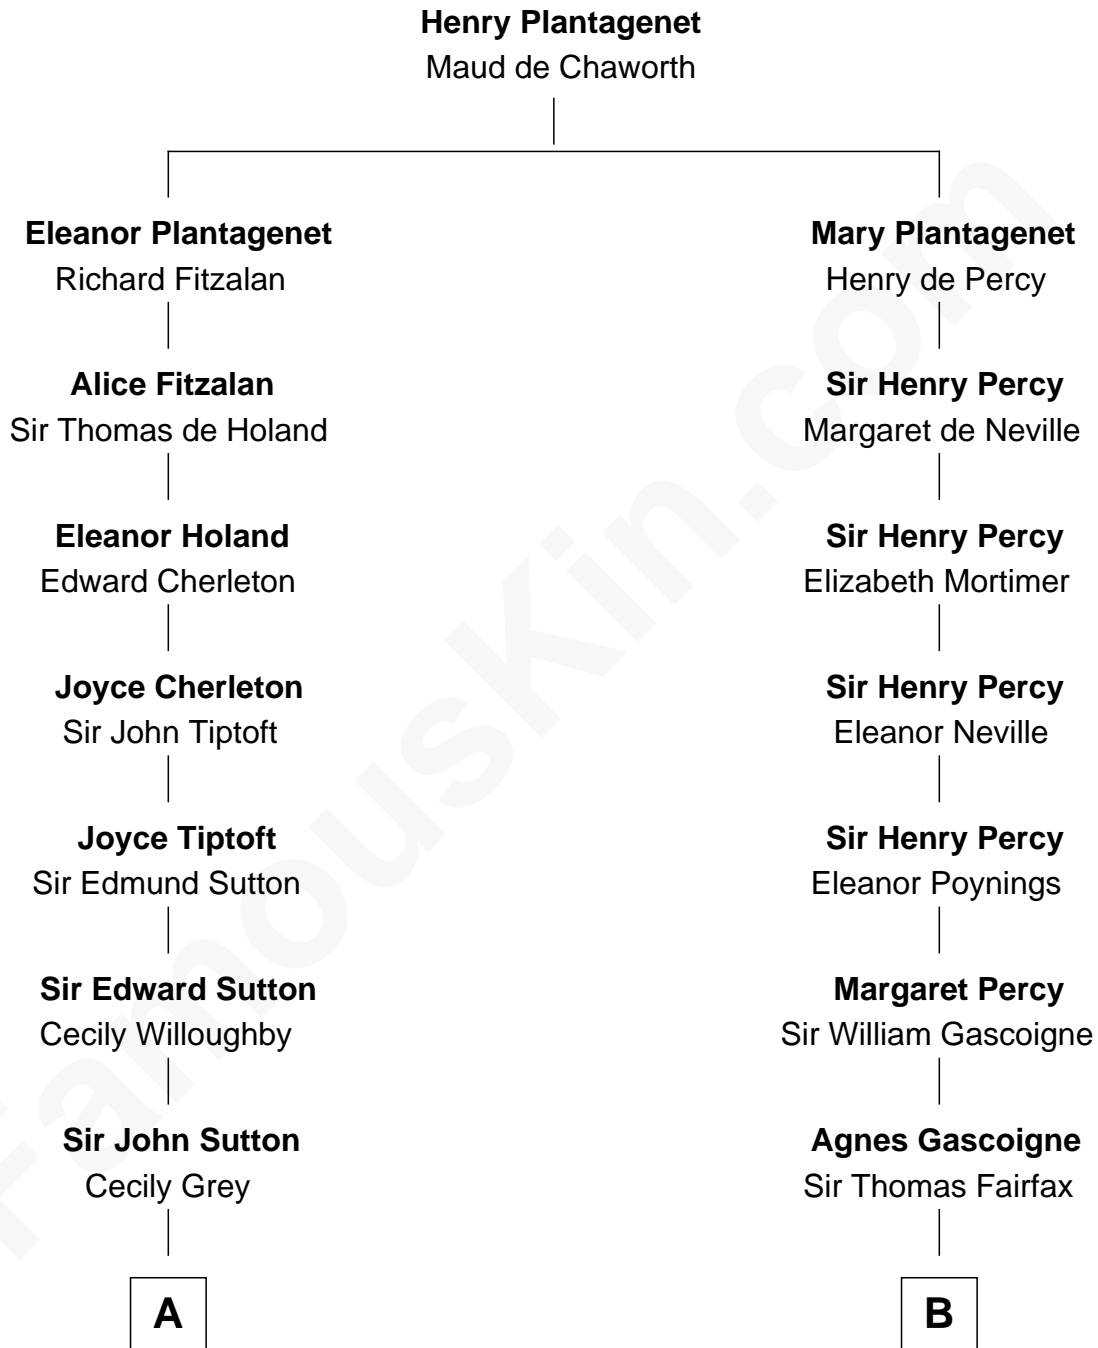 Henry Plantagenet
Maud de Chaworth
Eleanor Plantagenet
Richard Fitzalan
Mary Plantagenet
Henry de Percy
Alice Fitzalan
Sir Thomas de Holand
Sir Henry Percy
Margaret de Neville
Eleanor Holand
Edward Cherleton
Sir Henry Percy
Elizabeth Mortimer
Joyce Cherleton
Sir John Tiptoft
Sir Henry Percy
Eleanor Neville
Joyce Tiptoft
Sir Edmund Sutton
Sir Henry Percy
Eleanor Poynings
Sir Edward Sutton
Cecily Willoughby
Margaret Percy
Sir William Gascoigne
Sir John Sutton
Cecily Grey
Agnes Gascoigne
Sir Thomas Fairfax
A
B
FamousKin.com